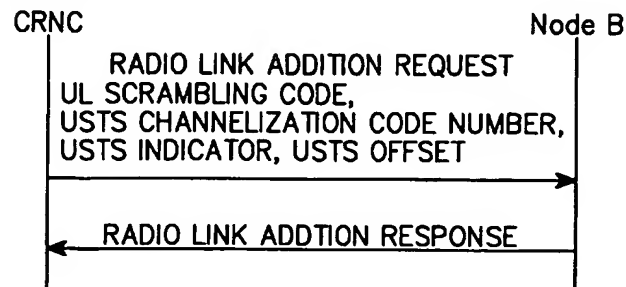 CRNC
Node B
RADIO LINK ADDITION REQUEST
UL SCRAMBLING CODE,
USTS CHANNELIZATION CODE NUMBER,
USTS INDICATOR, USTS OFFSET
RADIO LINK ADDTION RESPONSE